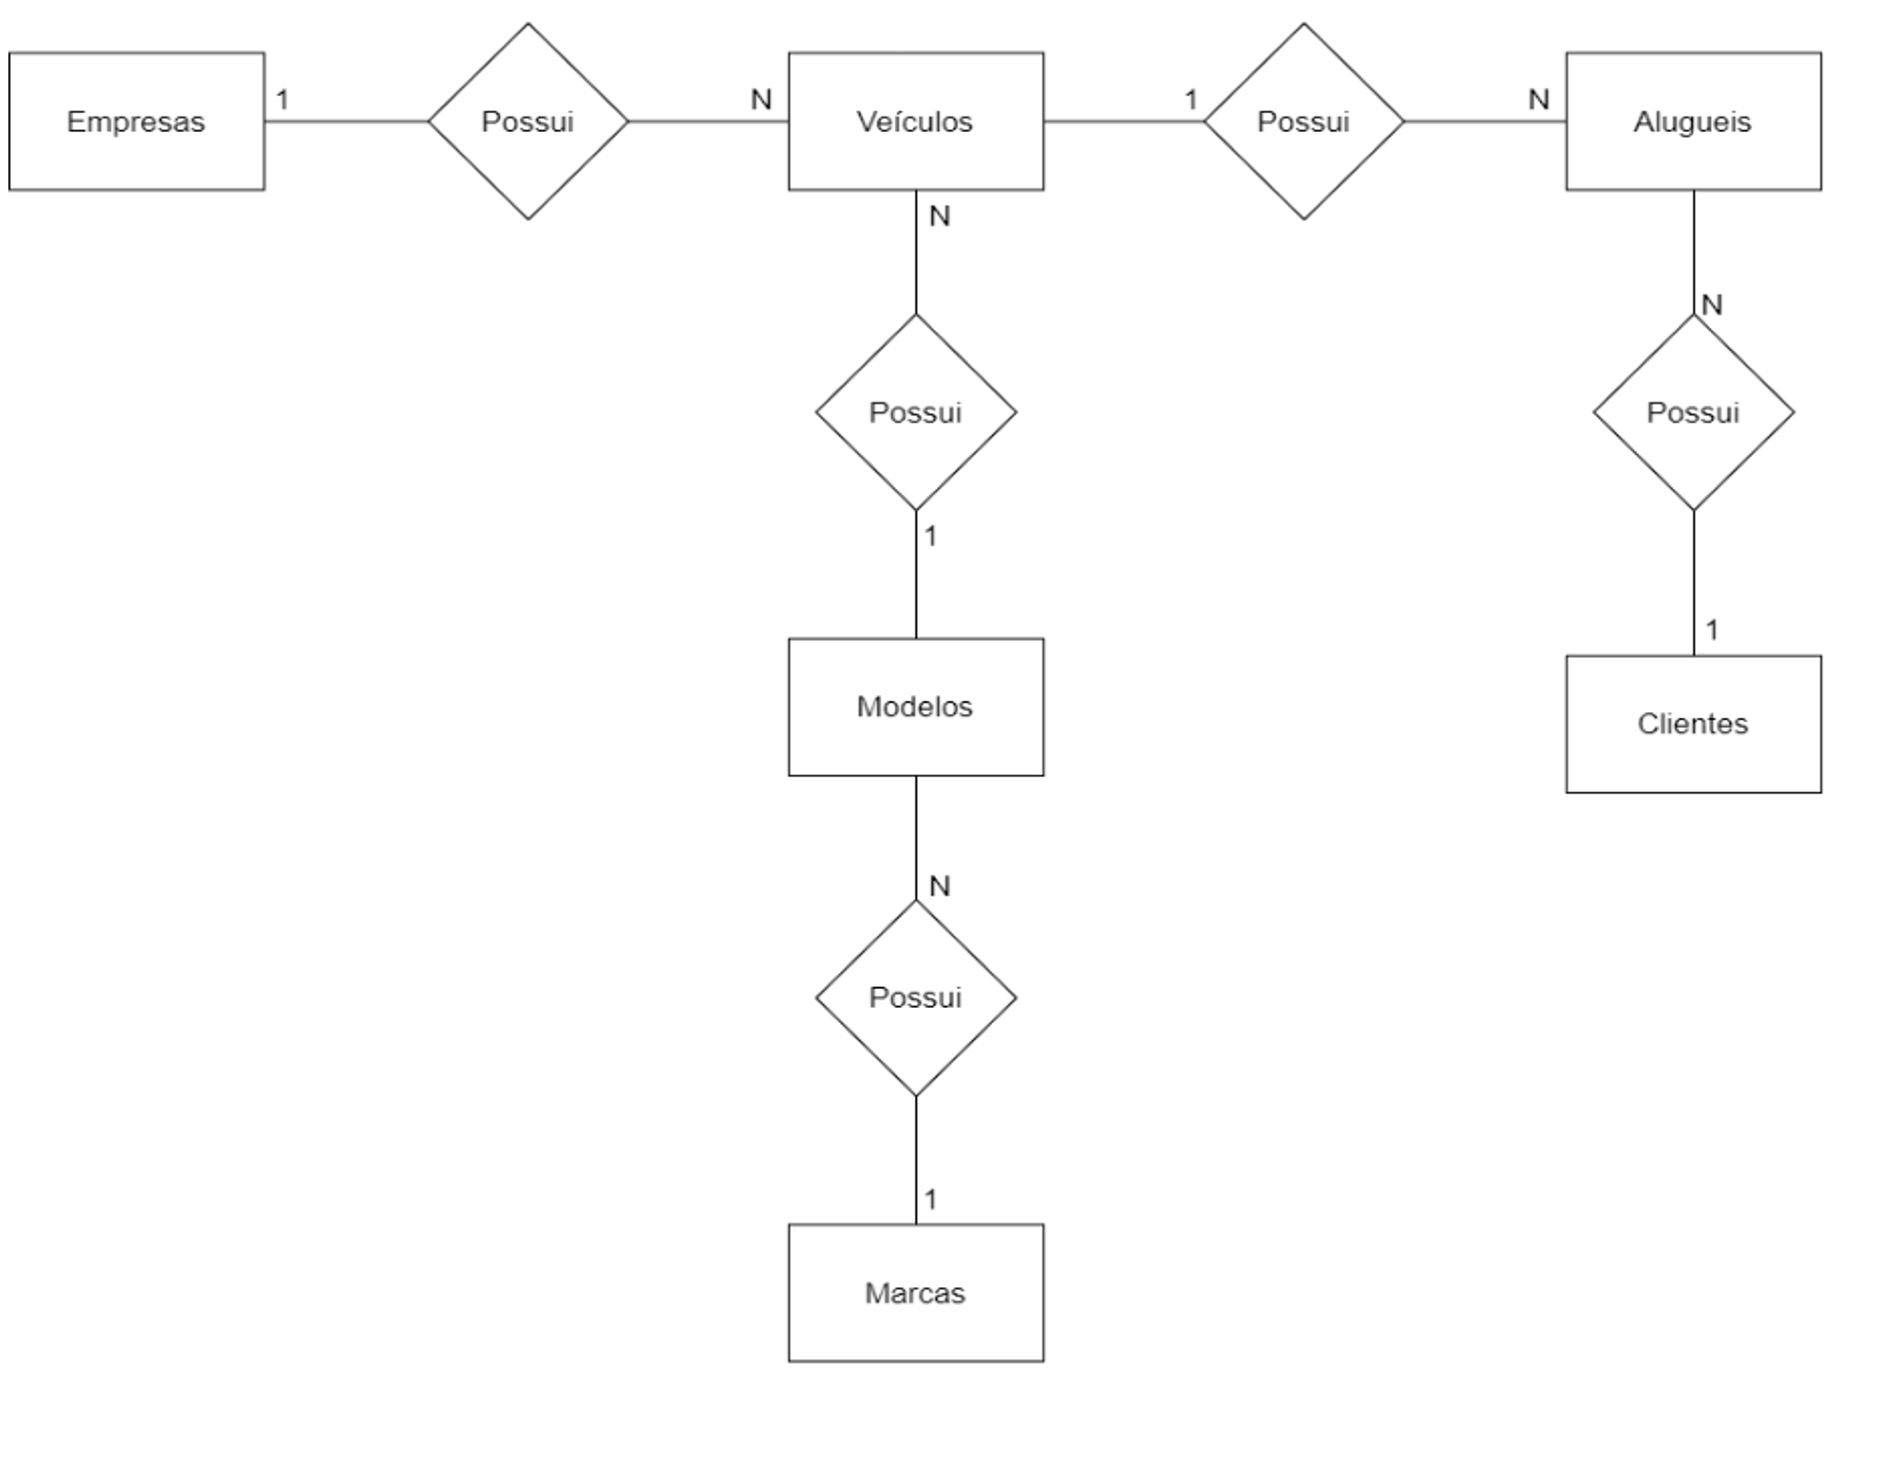 Empresas
1
Possui
N
Veículos
1
Possui
N
Alugueis
N
Possui
1
Modelos
N
Possui
1
Marcas
N
Possui
1
Clientes